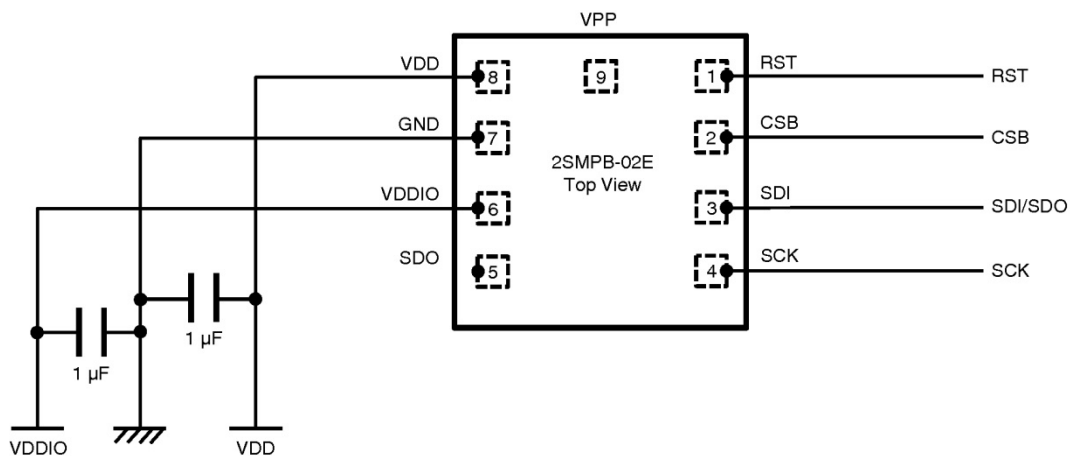 VPP
VDD
8
9
1
RST
RST
GND
7
2
CSB
CSB
2SMPB-02E
Top View
VDDIO
6
3
SDI
SDI/SDO
SDO
5
4
SCK
SCK
1 µF
1 µF
VDDIO
VDD